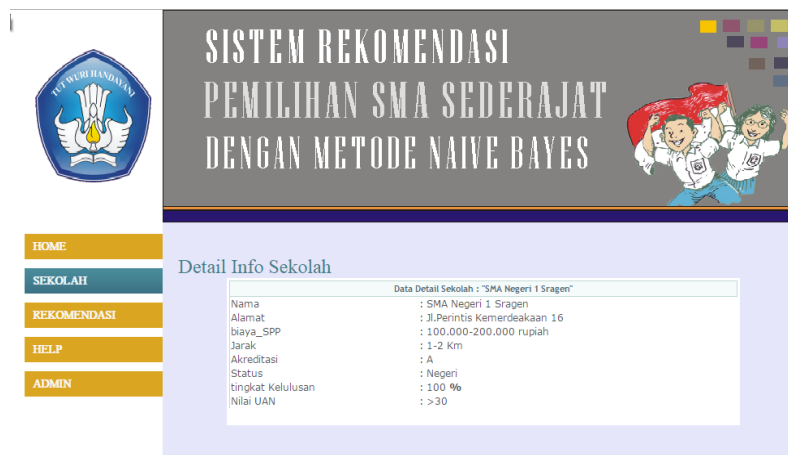 TUT WURI HANDAYANI
SISTEM REKOMENDASI
PEMILIHAN SMA SEDERAJAT
DENGAN METODE NAIVE BAYES
HOME
SEKOLAH
REKOMENDASI
HELP
ADMIN
Detail Info Sekolah
Data Detail Sekolah : "SMA Negeri 1 Sragen"
Nama : SMA Negeri 1 Sragen
Alamat : Jl.Perintis Kemerdeakaan 16
biaya_SPP : 100.000-200.000 rupiah
Jarak : 1-2 Km
Akreditasi : A
Status : Negeri
tingkat Kelulusan : 100 %
Nilai UAN : >30